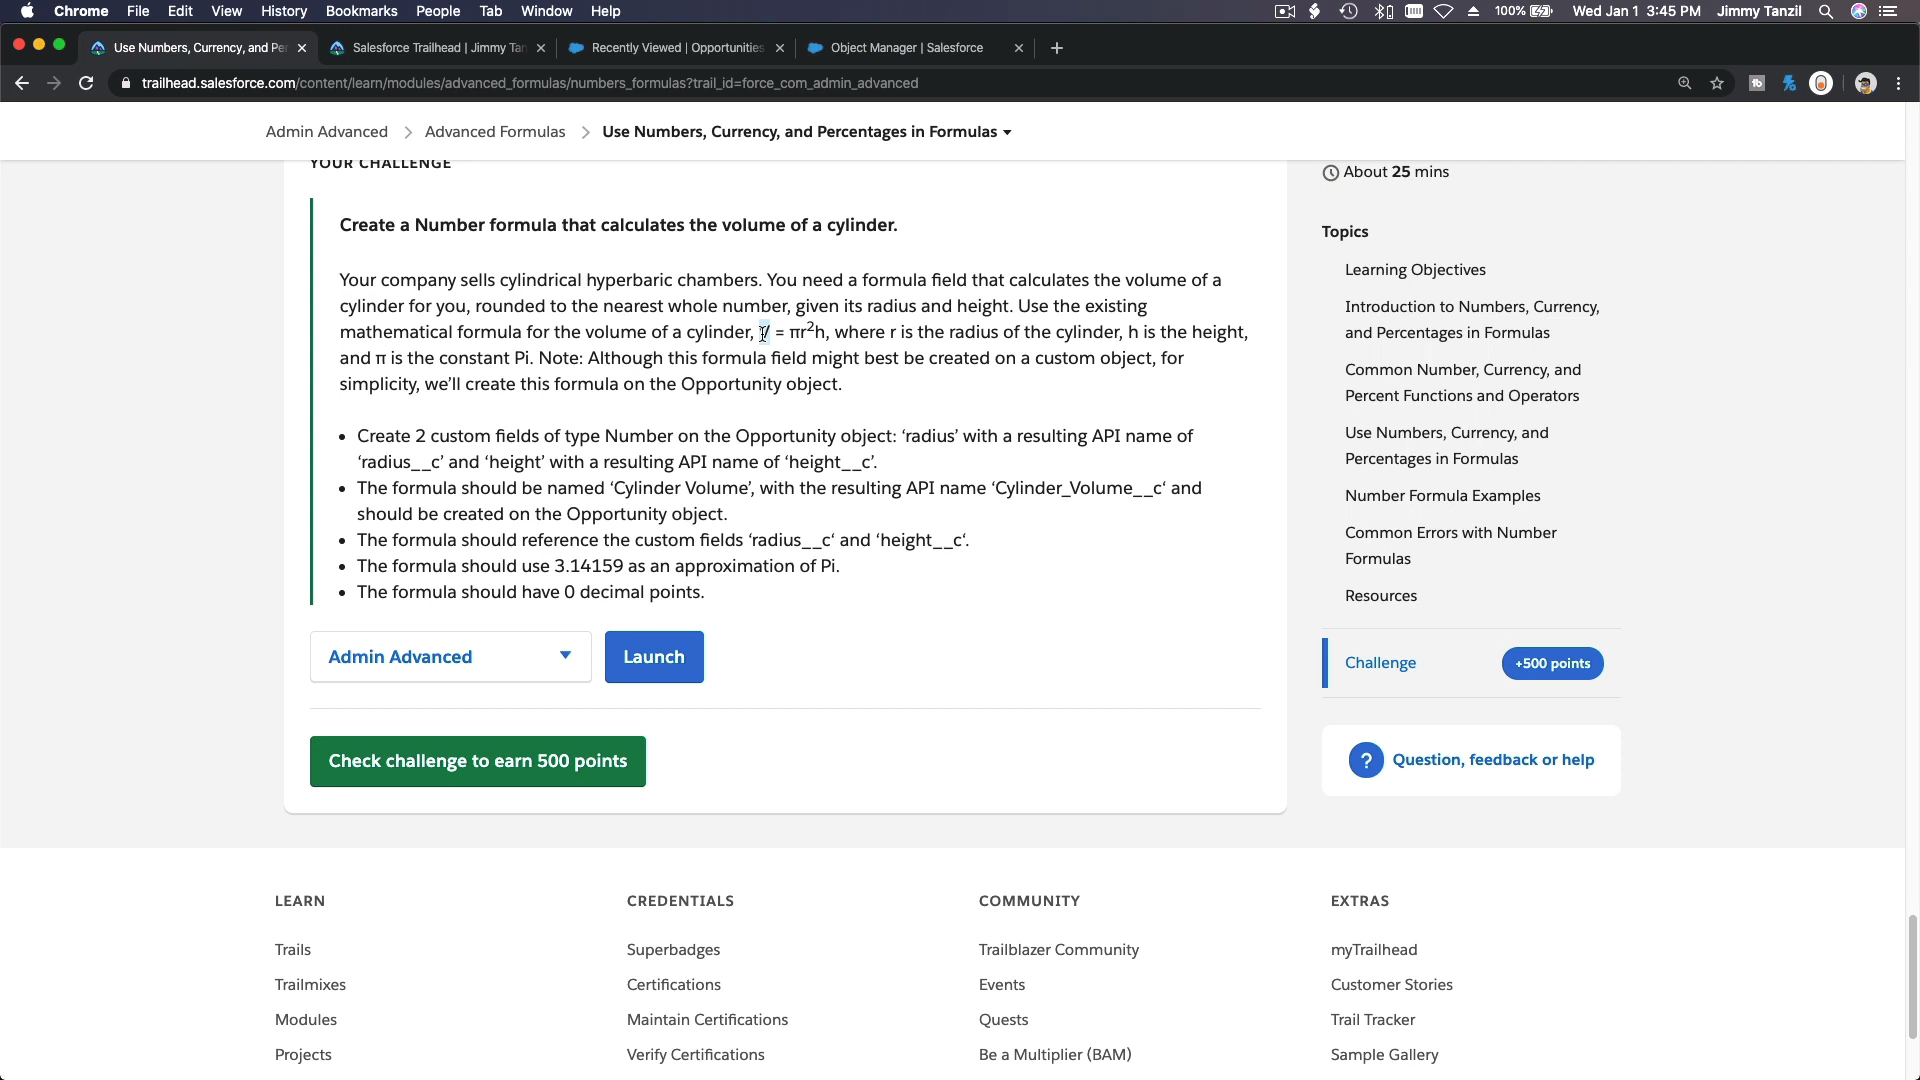 Chrome File Edit View History Bookmarks People Tab Window Help 100% Wed Jan 1 3:45 PM Jimmy Tanzil
Use Numbers, Currency, and Pe Salesforce Trailhead | Jimmy Tan Recently Viewed | Opportunities Object Manager | Salesforce
trailhead.salesforce.com/content/learn/modules/advanced_formulas/numbers_formulas?trail_id=force_com_admin_advanced
Admin Advanced > Advanced Formulas > Use Numbers, Currency, and Percentages in Formulas
YOUR CHALLENGE
Create a Number formula that calculates the volume of a cylinder.
Your company sells cylindrical hyperbaric chambers. You need a formula field that calculates the volume of a
cylinder for you, rounded to the nearest whole number, given its radius and height. Use the existing
mathematical formula for the volume of a cylinder, V = πr²h, where r is the radius of the cylinder, h is the height,
and π is the constant Pi. Note: Although this formula field might best be created on a custom object, for
simplicity, we’ll create this formula on the Opportunity object.
• Create 2 custom fields of type Number on the Opportunity object: ‘radius’ with a resulting API name of
‘radius__c’ and ‘height’ with a resulting API name of ‘height__c’.
• The formula should be named ‘Cylinder Volume’, with the resulting API name ‘Cylinder_Volume__c‘ and
should be created on the Opportunity object.
• The formula should reference the custom fields ‘radius__c‘ and ‘height__c‘.
• The formula should use 3.14159 as an approximation of Pi.
• The formula should have 0 decimal points.
Admin Advanced
Launch
Check challenge to earn 500 points
About 25 mins
Topics
Learning Objectives
Introduction to Numbers, Currency,
and Percentages in Formulas
Common Number, Currency, and
Percent Functions and Operators
Use Numbers, Currency, and
Percentages in Formulas
Number Formula Examples
Common Errors with Number
Formulas
Resources
Challenge
+500 points
? Question, feedback or help
LEARN
Trails
Trailmixes
Modules
Projects
CREDENTIALS
Superbadges
Certifications
Maintain Certifications
Verify Certifications
COMMUNITY
Trailblazer Community
Events
Quests
Be a Multiplier (BAM)
EXTRAS
myTrailhead
Customer Stories
Trail Tracker
Sample Gallery